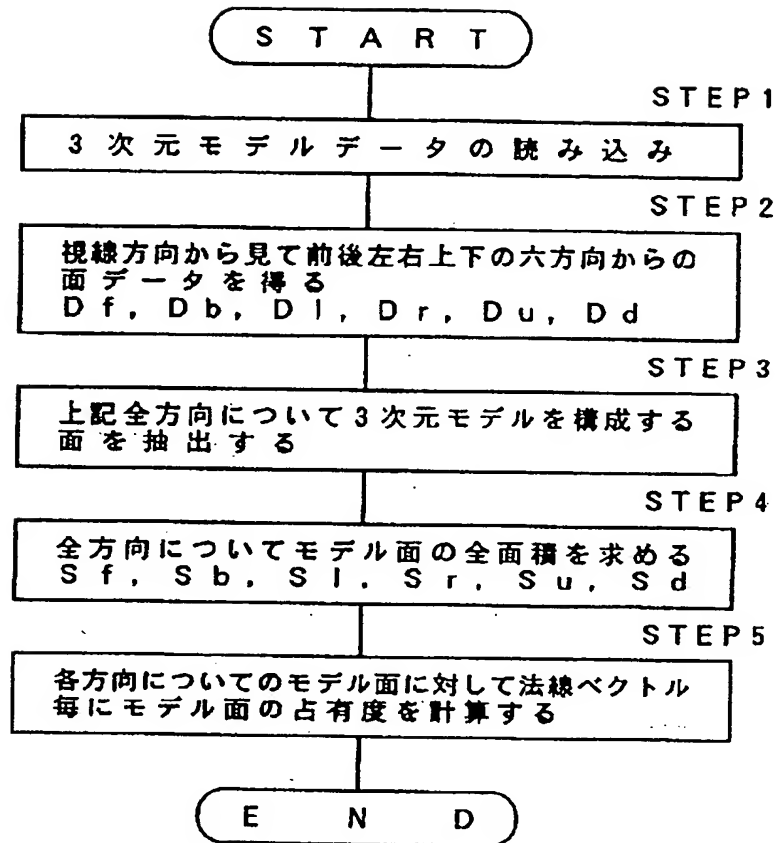 START
STEP1
3次元モデルデータの読み込み
STEP2
視線方向から見て前後左右上下の六方向からの
面データを得る
Df, Db, Dl, Dr, Du, Dd
STEP3
上記全方向について3次元モデルを構成する
面を抽出する
STEP4
全方向についてモデル面の全面積を求める
Sf, Sb, Sl, Sr, Su, Sd
STEP5
各方向についてのモデル面に対して法線ベクトル
毎にモデル面の占有度を計算する
END